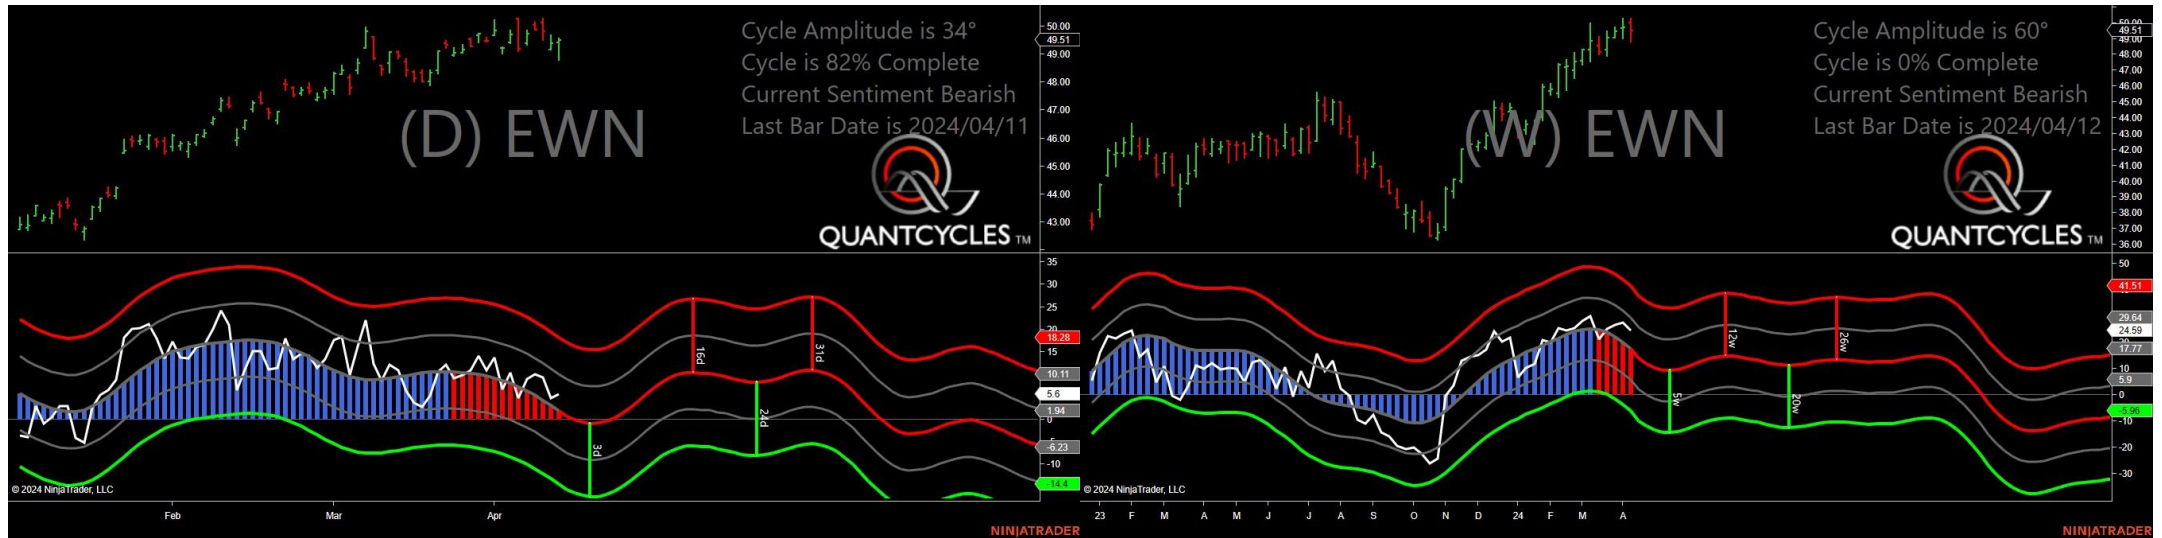 Cycle Amplitude is 34°
Cycle is 82% Complete
Current Sentiment Bearish
Last Bar Date is 2024/04/11
(D) EWN
QUANTCYCLES TM
50.00
49.51
49.00
48.00
47.00
46.00
45.00
44.00
43.00
35
30
25
20
18.28
15
10.11
5.6
1.94
0
-6.23
-10
-14.4
3d
16d
24d
31d
© 2024 NinjaTrader, LLC
Feb
Mar
Apr
NINJATRADER
Cycle Amplitude is 60°
Cycle is 0% Complete
Current Sentiment Bearish
Last Bar Date is 2024/04/12
(W) EWN
QUANTCYCLES TM
50.00
49.51
49.00
47.00
46.00
45.00
44.00
43.00
42.00
41.00
40.00
39.00
38.00
37.00
36.00
50
41.51
29.64
24.59
17.77
10
5.9
0
-5.96
-10
-20
-30
5w
12w
20w
26w
© 2024 NinjaTrader, LLC
23 F M A M J J A S O N D 24 F M A
NINJATRADER